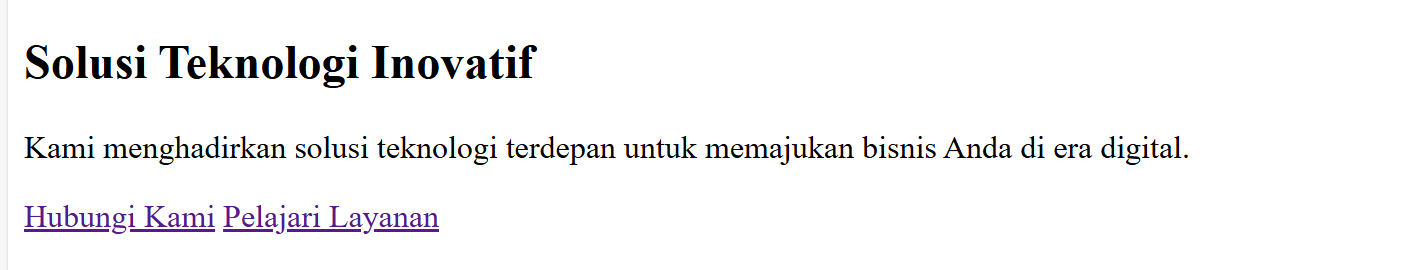 Solusi Teknologi Inovatif
Kami menghadirkan solusi teknologi terdepan untuk memajukan bisnis Anda di era digital.
Hubungi Kami Pelajari Layanan